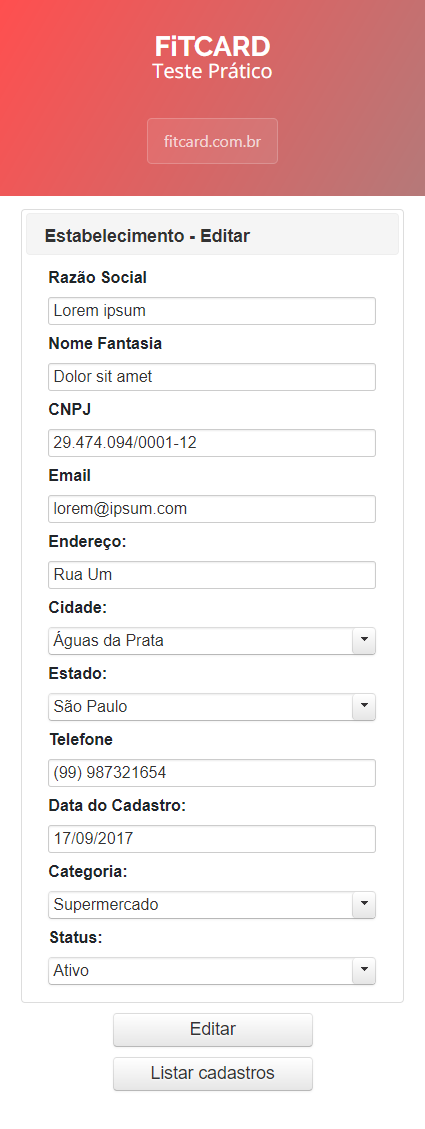 FiTCARD
Teste Prático
fitcard.com.br
Estabelecimento - Editar
Razão Social
Lorem ipsum
Nome Fantasia
Dolor sit amet
CNPJ
29.474.094/0001-12
Email
lorem@ipsum.com
Endereço:
Rua Um
Cidade:
Águas da Prata
Estado:
São Paulo
Telefone
(99) 987321654
Data do Cadastro:
17/09/2017
Categoria:
Supermercado
Status:
Ativo
Editar
Listar cadastros